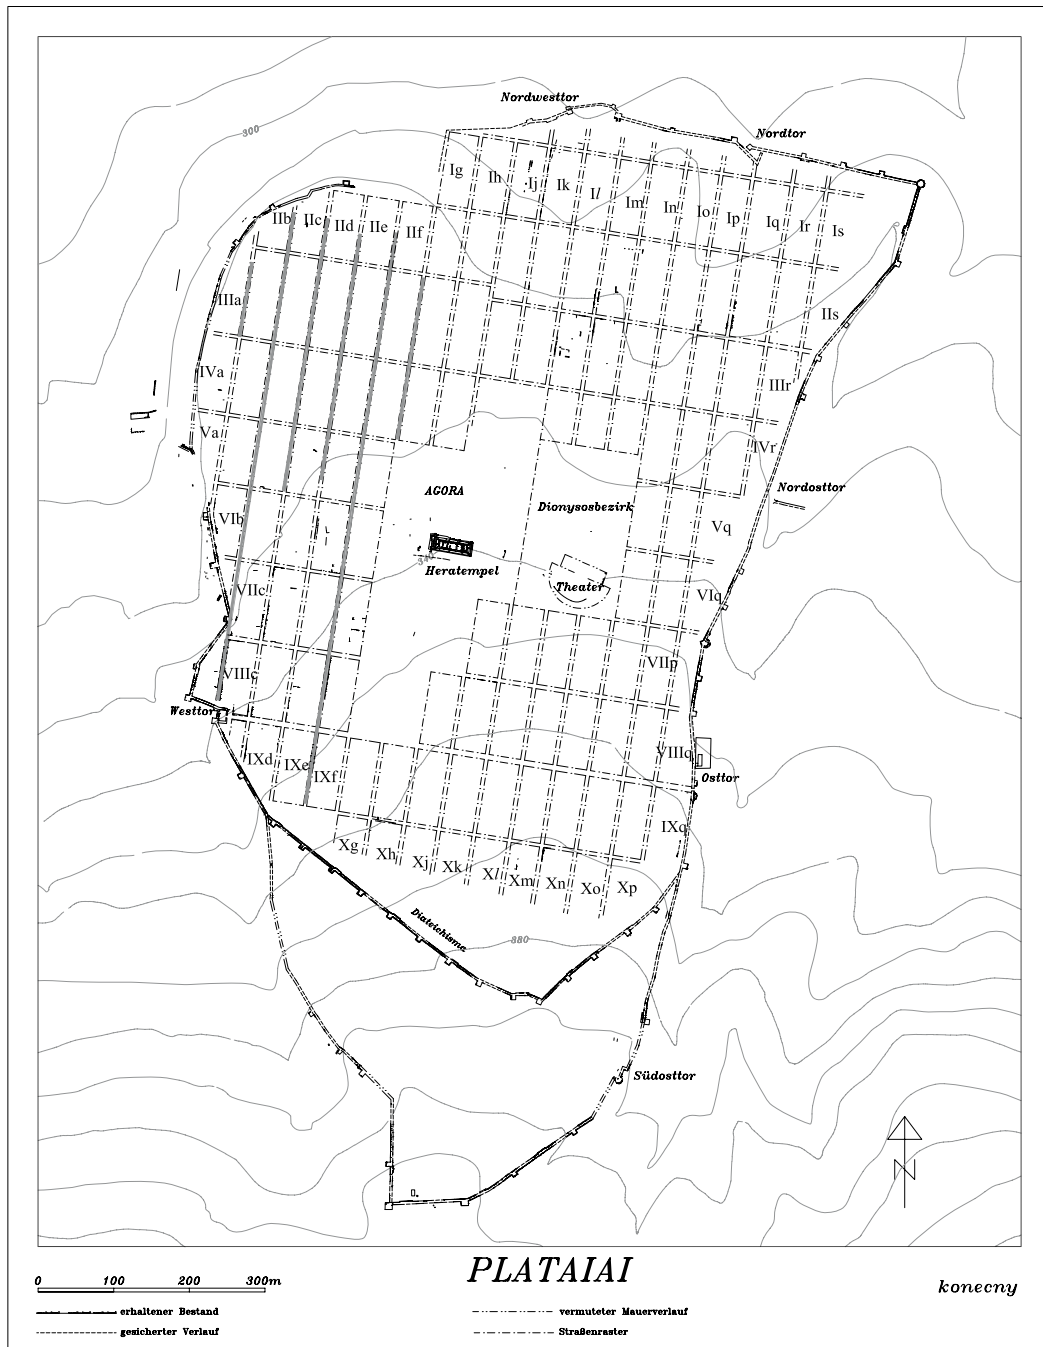 Nordwesttor
Nordtor
300
Ig
Ih
Ij
Ik
Il
Im
In
Io
Ip
Iq
Ir
Is
IIb
IIc
IId
IIe
IIf
IIIa
IIs
IVa
IIIr
Va
IVr
AGORA
Nordosttor
Dionysosbezirk
VIb
Vq
340
Heratempel
Theater
VIIc
VIq
VIIIc
VIIp
Westtor
VIIIq
IXd
IXe
IXf
Osttor
IXq
Xg
Xh
Xj
Xk
Xl
Xm
Xn
Xo
Xp
Diateichisma
380
Südosttor
N
PLATAIAI
0 100 200 300m
konecny
erhaltener Bestand
vermuteter Mauerverlauf
gesicherter Verlauf
Straßenraster